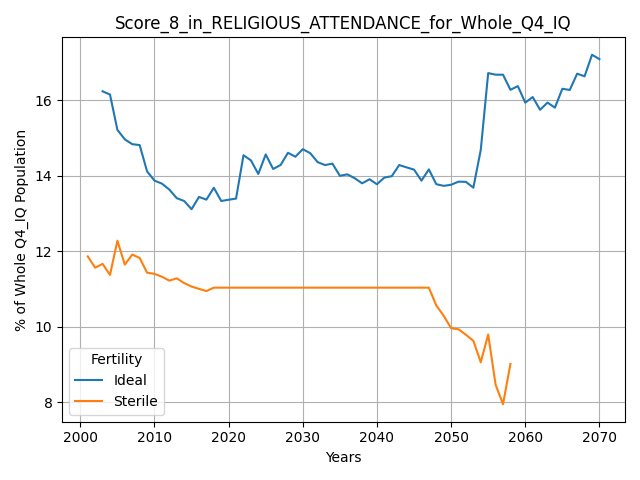 Score_8_in_RELIGIOUS_ATTENDANCE_for_Whole_Q4_IQ
% of Whole Q4_IQ Population
16
14
12
10
8
Fertility
Ideal
Sterile
2000 2010 2020 2030 2040 2050 2060 2070
Years